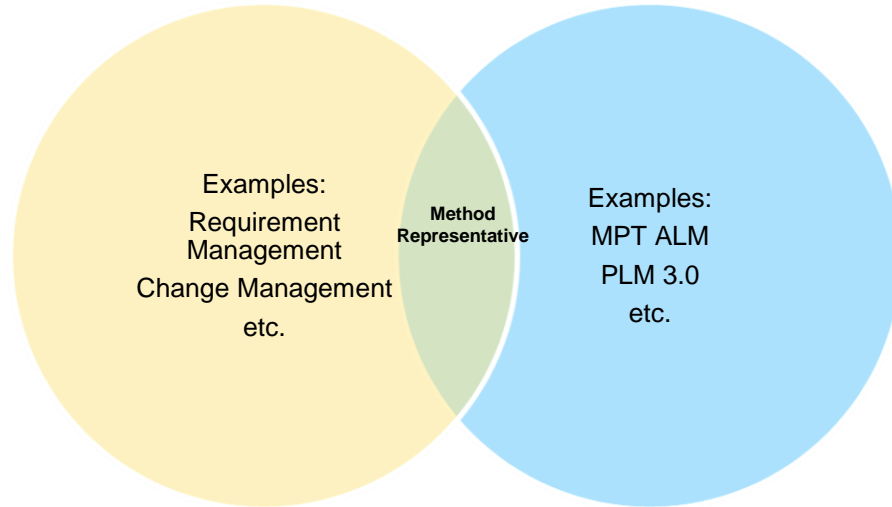 Examples:
Requirement
Management
Change Management
etc.
Method
Representative
Examples:
MPT ALM
PLM 3.0
etc.